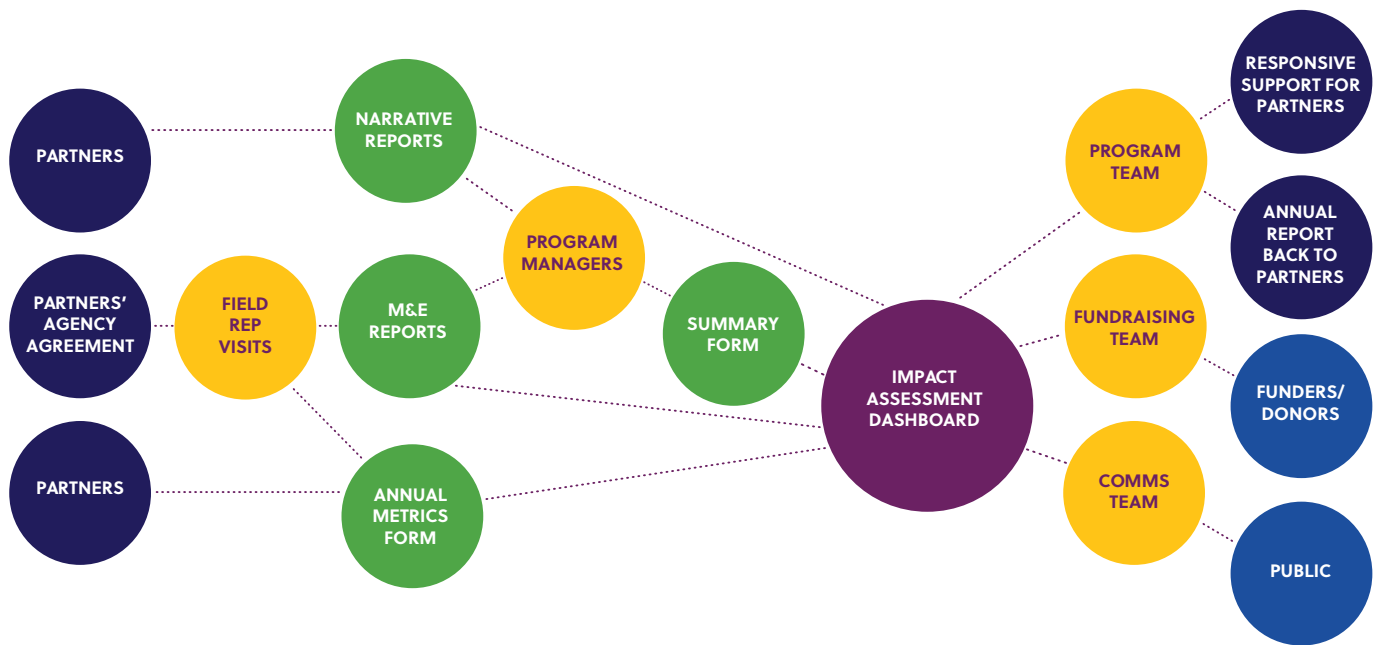 PARTNERS
PARTNERS'
AGENCY
AGREEMENT
PARTNERS
FIELD
REP
VISITS
NARRATIVE
REPORTS
M&E
REPORTS
ANNUAL
METRICS
FORM
PROGRAM
MANAGERS
SUMMARY
FORM
IMPACT
ASSESSMENT
DASHBOARD
PROGRAM
TEAM
FUNDRAISING
TEAM
COMMS
TEAM
RESPONSIVE
SUPPORT FOR
PARTNERS
ANNUAL
REPORT
BACK TO
PARTNERS
FUNDERS/
DONORS
PUBLIC